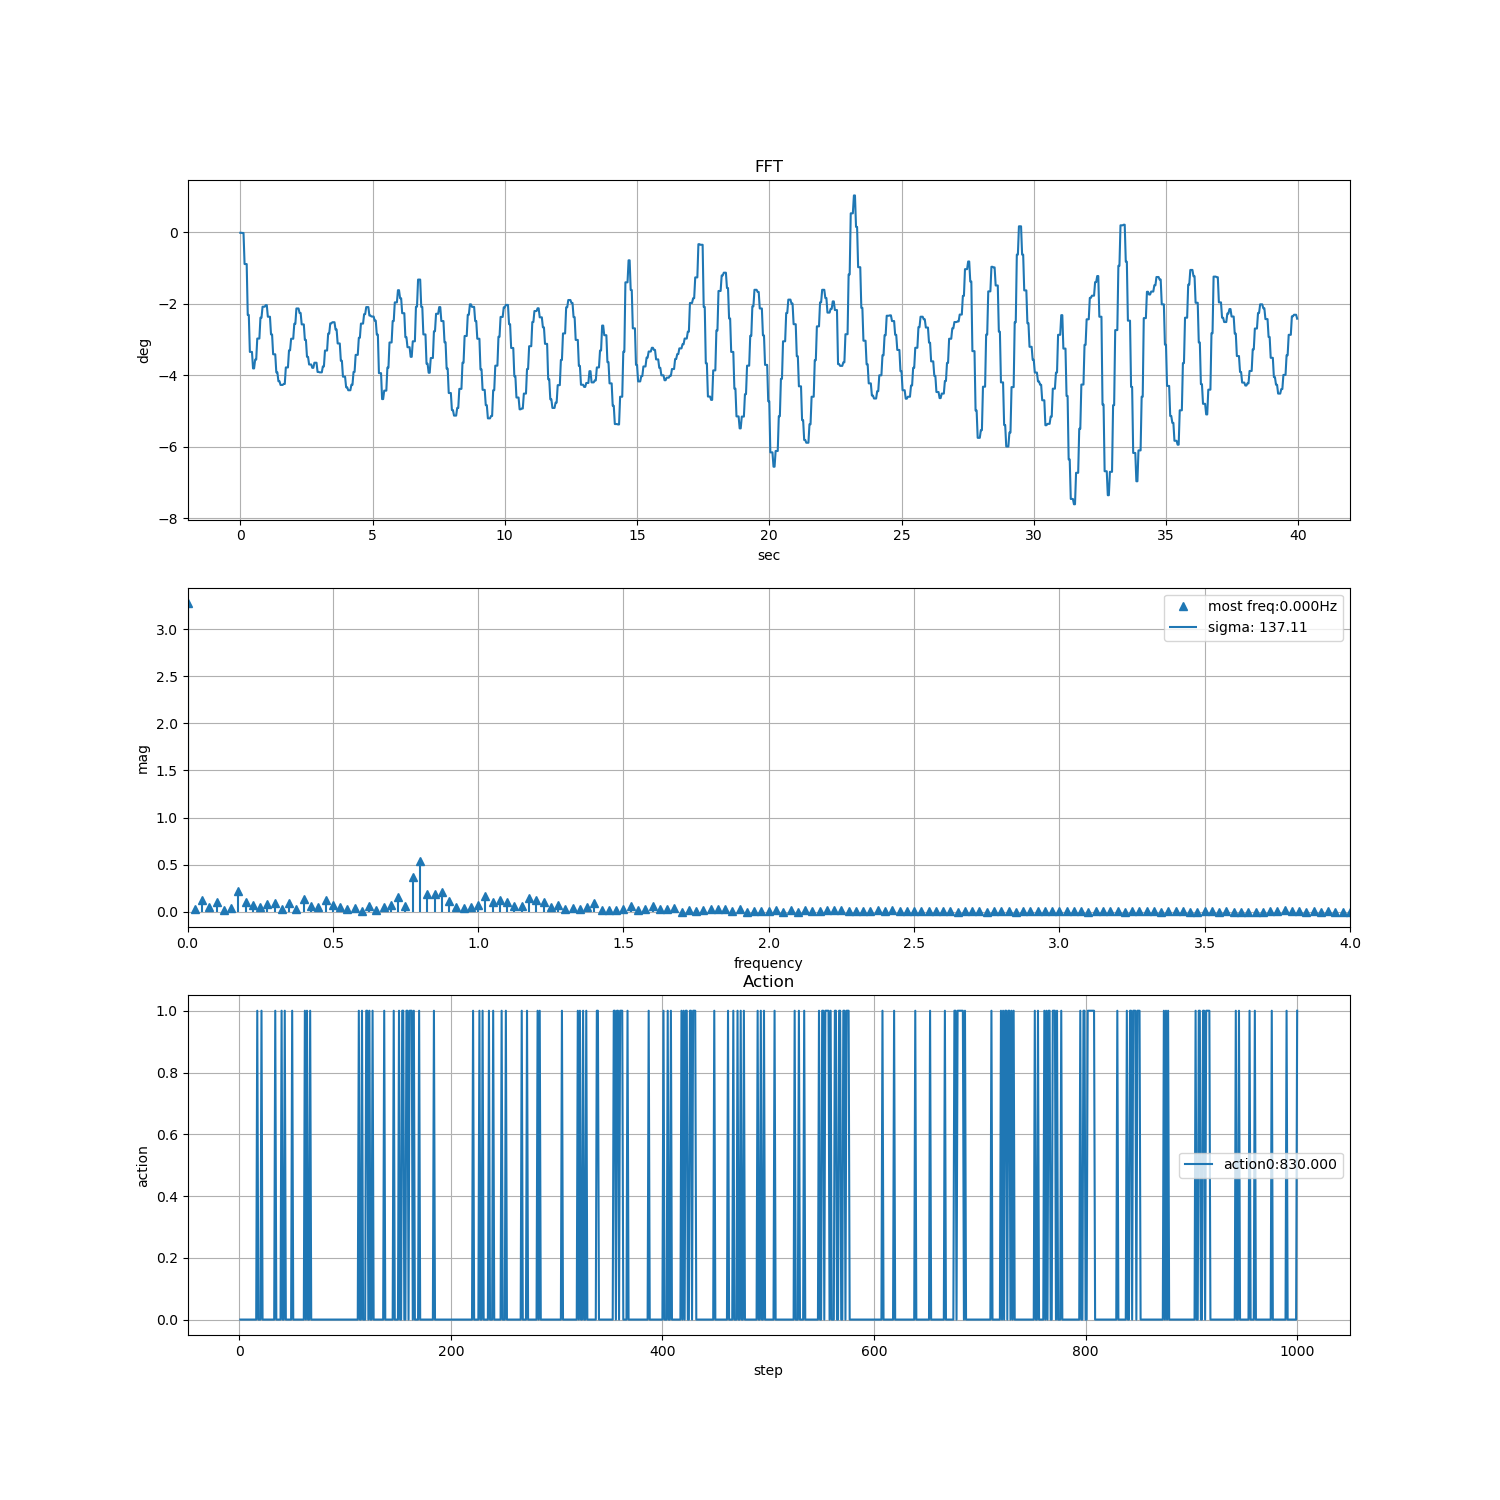 FFT
0
−2
−4
−6
−8
deg
0 5 10 15 20 25 30 35 40
sec
most freq:0.000Hz
sigma: 137.11
3.0
2.5
2.0
1.5
1.0
0.5
0.0
mag
0.0 0.5 1.0 1.5 2.0 2.5 3.0 3.5 4.0
frequency
Action
1.0
0.8
0.6
0.4
0.2
0.0
action
action0:830.000
0 200 400 600 800 1000
step